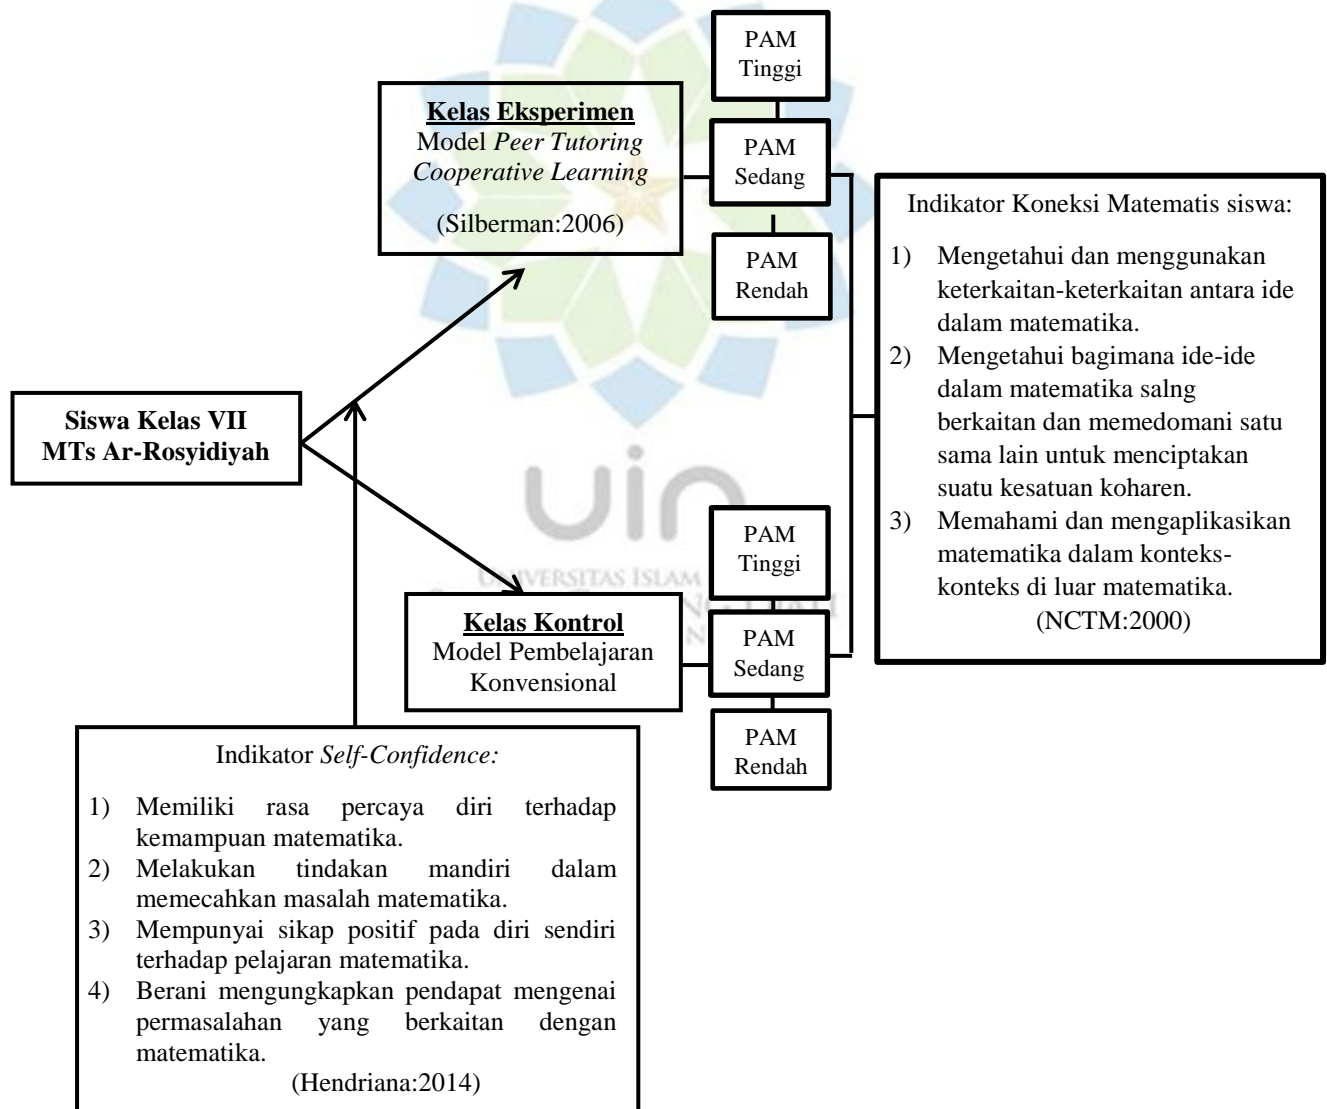 PAM
Tinggi
Kelas Eksperimen
Model Peer Tutoring
Cooperative Learning
(Silberman:2006)
PAM
Sedang
PAM
Rendah
Indikator Koneksi Matematis siswa:
1) Mengetahui dan menggunakan
keterkaitan-keterkaitan antara ide
dalam matematika.
2) Mengetahui bagimana ide-ide
dalam matematika salng
berkaitan dan memedomani satu
sama lain untuk menciptakan
suatu kesatuan koharen.
3) Memahami dan mengaplikasikan
matematika dalam konteks-
konteks di luar matematika.
(NCTM:2000)
Siswa Kelas VII
MTs Ar-Rosyidiyah
uin
UNIVERSITAS ISLAM
PAM
Tinggi
Kelas Kontrol
Model Pembelajaran
Konvensional
PAM
Sedang
PAM
Rendah
Indikator Self-Confidence:
1) Memiliki rasa percaya diri terhadap
kemampuan matematika.
2) Melakukan tindakan mandiri dalam
memecahkan masalah matematika.
3) Mempunyai sikap positif pada diri sendiri
terhadap pelajaran matematika.
4) Berani mengungkapkan pendapat mengenai
permasalahan yang berkaitan dengan
matematika.
(Hendriana:2014)